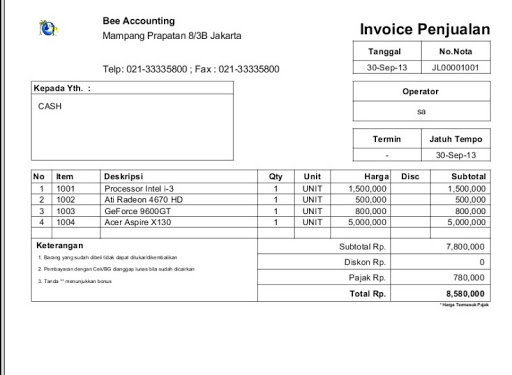 Bee Accounting
Mampang Prapatan 8/3B Jakarta
Telp: 021-33335800 ; Fax : 021-33335800
Invoice Penjualan
Tanggal No.Nota
30-Sep-13 JL00001001
Kepada Yth. :
CASH
Operator
sa
Termin Jatuh Tempo
- 30-Sep-13
No Item Deskripsi Qty Unit Harga Disc Subtotal
1 1001 Processor Intel i-3 1 UNIT 1,500,000 1,500,000
2 1002 Ati Radeon 4670 HD 1 UNIT 500,000 500,000
3 1003 GeForce 9600GT 1 UNIT 800,000 800,000
4 1004 Acer Aspire X130 1 UNIT 5,000,000 5,000,000
Keterangan
1. Barang yang sudah dibeli tidak dapat ditukar/dikembalikan
2. Pembayaran dengan Cek/BG dianggap lunas bila sudah dicairkan
3. Tanda "*" menunjukkan bonus
Subtotal Rp. 7,800,000
Diskon Rp. 0
Pajak Rp. 780,000
Total Rp. 8,580,000
* Harga Termasuk Pajak